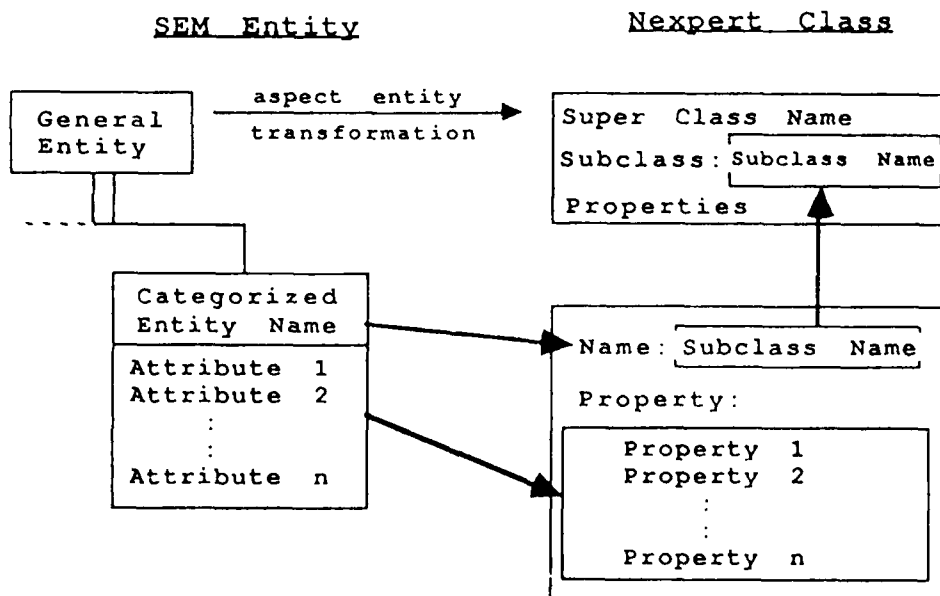 SEM Entity
Nexpert Class
General
Entity
aspect entity
transformation
Super Class Name
Subclass: Subclass Name
Properties
Categorized
Entity Name
Attribute 1
Attribute 2
:
:
Attribute n
Name: Subclass Name
Property:
Property 1
Property 2
:
:
Property n